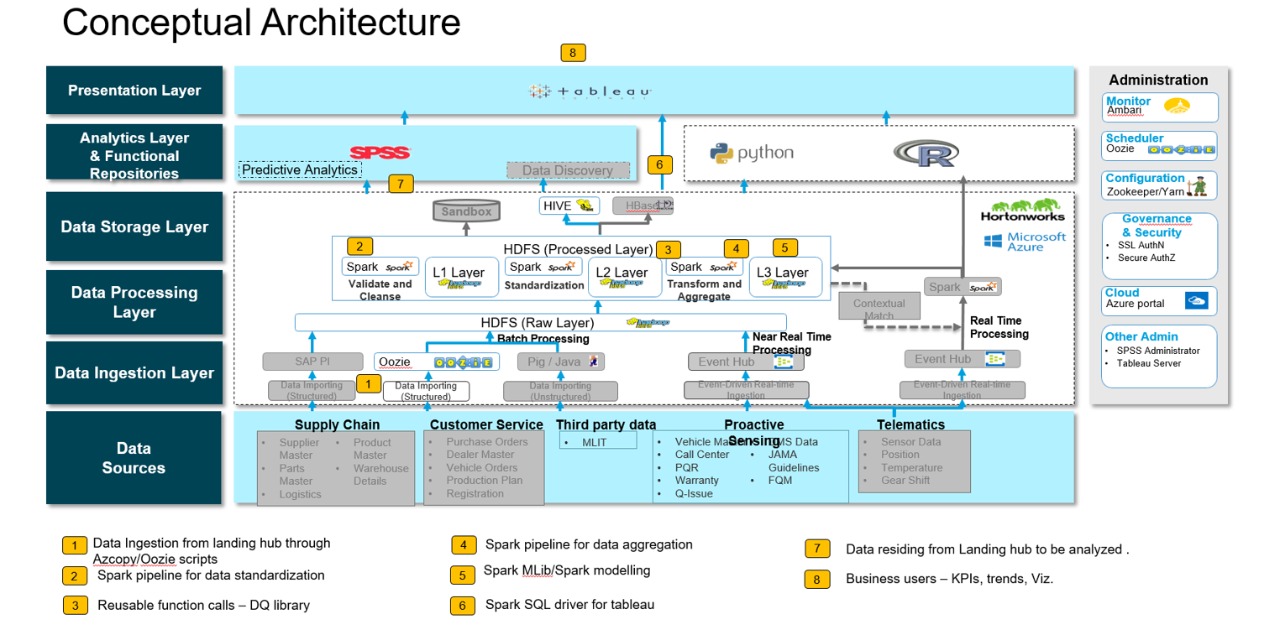 Conceptual Architecture
8
Presentation Layer
tableau
Administration
Monitor
Ambari
Scheduler
Oozie
OOZIE
Configuration
Zookeeper/Yarn
Governance
& Security
• SSL AuthN
• Secure AuthZ
Cloud
Azure portal
Other Admin
• SPSS Administrator
• Tableau Server
Analytics Layer
& Functional
Repositories
SPSS
Predictive Analytics
Data Discovery
6
7
python
R
Data Storage Layer
Sandbox
HIVE
HBase
Hortonworks
Microsoft
Azure
HDFS (Processed Layer)
2
3
4
5
Spark Spark
Validate and
Cleanse
L1 Layer
Spark Spark
Standardization
L2 Layer
Spark Spark
Transform and
Aggregate
L3 Layer
Data Processing
Layer
Spark Spark
Contextual
Match
HDFS (Raw Layer)
Batch Processing
Near Real Time
Processing
Real Time
Processing
Data Ingestion Layer
SAP PI
Oozie
OOZIE
Pig / Java
Event Hub
Event Hub
1
Data Importing
(Structured)
Data Importing
(Structured)
Data Importing
(Unstructured)
Event-Driven Real-time
Ingestion
Event-Driven Real-time
Ingestion
Data
Sources
Supply Chain
• Supplier
Master
• Parts
Master
• Logistics
• Product
Master
• Warehouse
Details
Customer Service
• Purchase Orders
• Dealer Master
• Vehicle Orders
• Production Plan
• Registration
Third party data
• MLIT
Proactive
Sensing
• Vehicle Master
• Call Center
• PQR
• Warranty
• Q-Issue
• Data
• JAMA
Guidelines
• FQM
Telematics
• Sensor Data
• Position
• Temperature
• Gear Shift
1 Data Ingestion from landing hub through
Azcopy/Oozie scripts
2 Spark pipeline for data standardization
3 Reusable function calls – DQ library
4 Spark pipeline for data aggregation
5 Spark MLib/Spark modelling
6 Spark SQL driver for tableau
7 Data residing from Landing hub to be analyzed .
8 Business users – KPIs, trends, Viz.